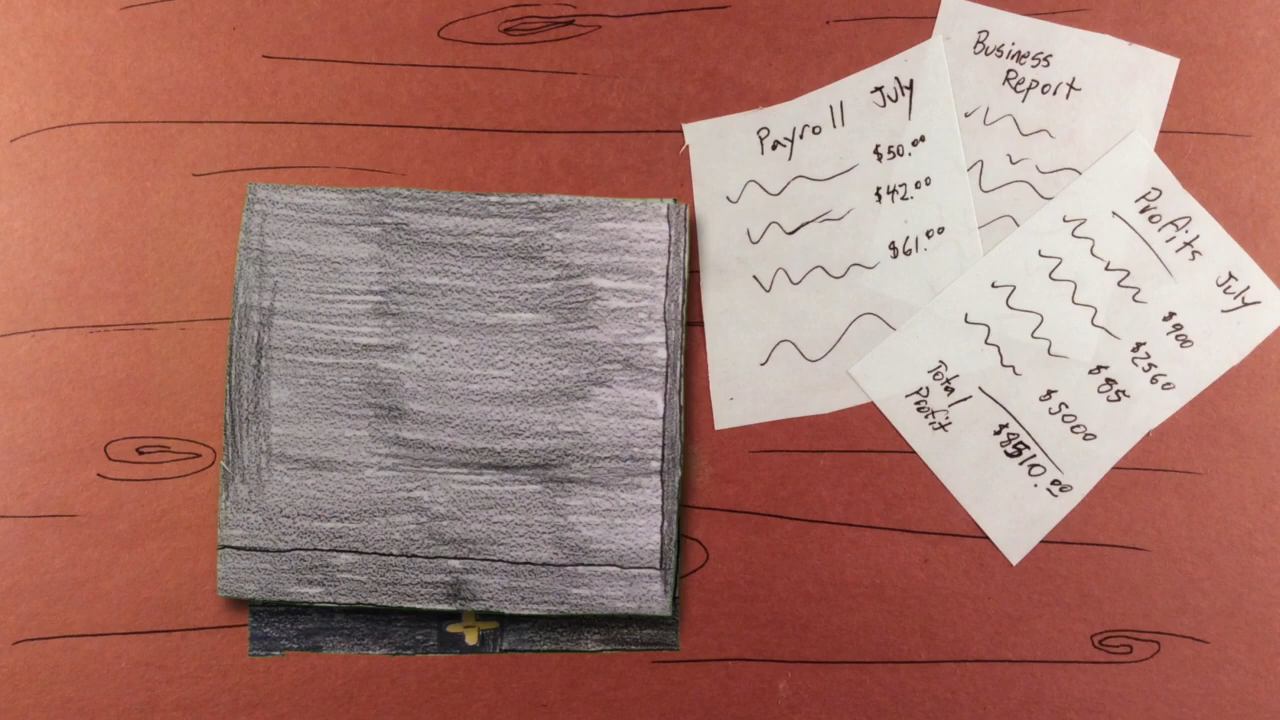 Business
Report
Payroll July
$50.00
$42.00
$61.00
Profits July
$900
$2560
$85
$5000
Total
Profit
$8510.00